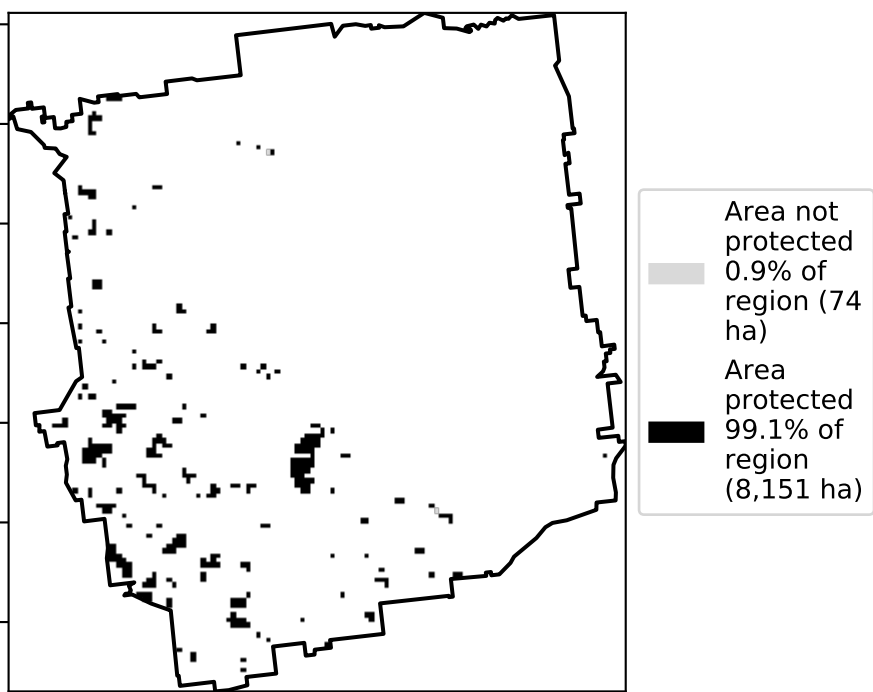 Area not
protected
0.9% of
region (74
ha)
Area
protected
99.1% of
region
(8,151 ha)